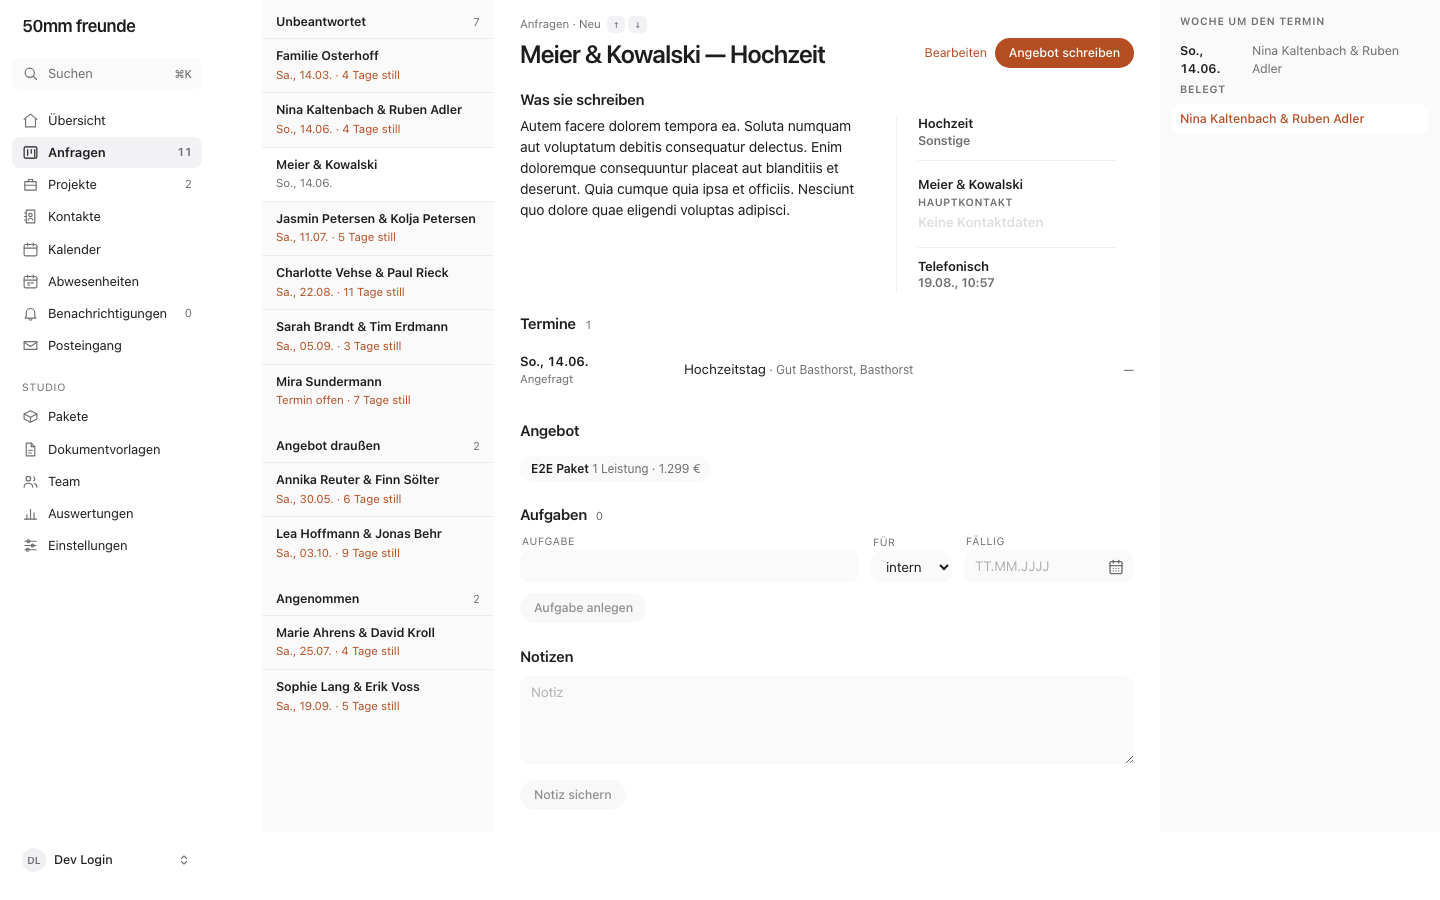 50mm freunde
Suchen ⌘K
Übersicht
Anfragen 11
Projekte 2
Kontakte
Kalender
Abwesenheiten
Benachrichtigungen 0
Posteingang
STUDIO
Pakete
Dokumentvorlagen
Team
Auswertungen
Einstellungen
DL Dev Login
Unbeantwortet 7
Familie Osterhoff
Sa., 14.03. · 4 Tage still
Nina Kaltenbach & Ruben Adler
So., 14.06. · 4 Tage still
Meier & Kowalski
So., 14.06.
Jasmin Petersen & Kolja Petersen
Sa., 11.07. · 5 Tage still
Charlotte Vehse & Paul Rieck
Sa., 22.08. · 11 Tage still
Sarah Brandt & Tim Erdmann
Sa., 05.09. · 3 Tage still
Mira Sundermann
Termin offen · 7 Tage still
Angebot draußen 2
Annika Reuter & Finn Sölter
Sa., 30.05. · 6 Tage still
Lea Hoffmann & Jonas Behr
Sa., 03.10. · 9 Tage still
Angenommen 2
Marie Ahrens & David Kroll
Sa., 25.07. · 4 Tage still
Sophie Lang & Erik Voss
Sa., 19.09. · 5 Tage still
Anfragen · Neu ↑ ↓
Meier & Kowalski — Hochzeit
Bearbeiten
Angebot schreiben
Was sie schreiben
Autem facere dolorem tempora ea. Soluta numquam
aut voluptatum debitis consequatur delectus. Enim
doloremque consequuntur placeat aut blanditiis et
deserunt. Quia cumque quia ipsa et officiis. Nesciunt
quo dolore quae eligendi voluptas adipisci.
Hochzeit
Sonstige
Meier & Kowalski
HAUPTKONTAKT
Keine Kontaktdaten
Telefonisch
19.08., 10:57
Termine 1
So., 14.06.
Angefragt
Hochzeitstag · Gut Basthorst, Basthorst
—
Angebot
E2E Paket 1 Leistung · 1.299 €
Aufgaben 0
AUFGABE
FÜR
intern
FÄLLIG
TT.MM.JJJJ
Aufgabe anlegen
Notizen
Notiz
Notiz sichern
WOCHE UM DEN TERMIN
So.,
14.06.
Nina Kaltenbach & Ruben
Adler
BELEGT
Nina Kaltenbach & Ruben Adler